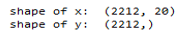 shape of x:  (2212, 20)
shape of y:  (2212,)